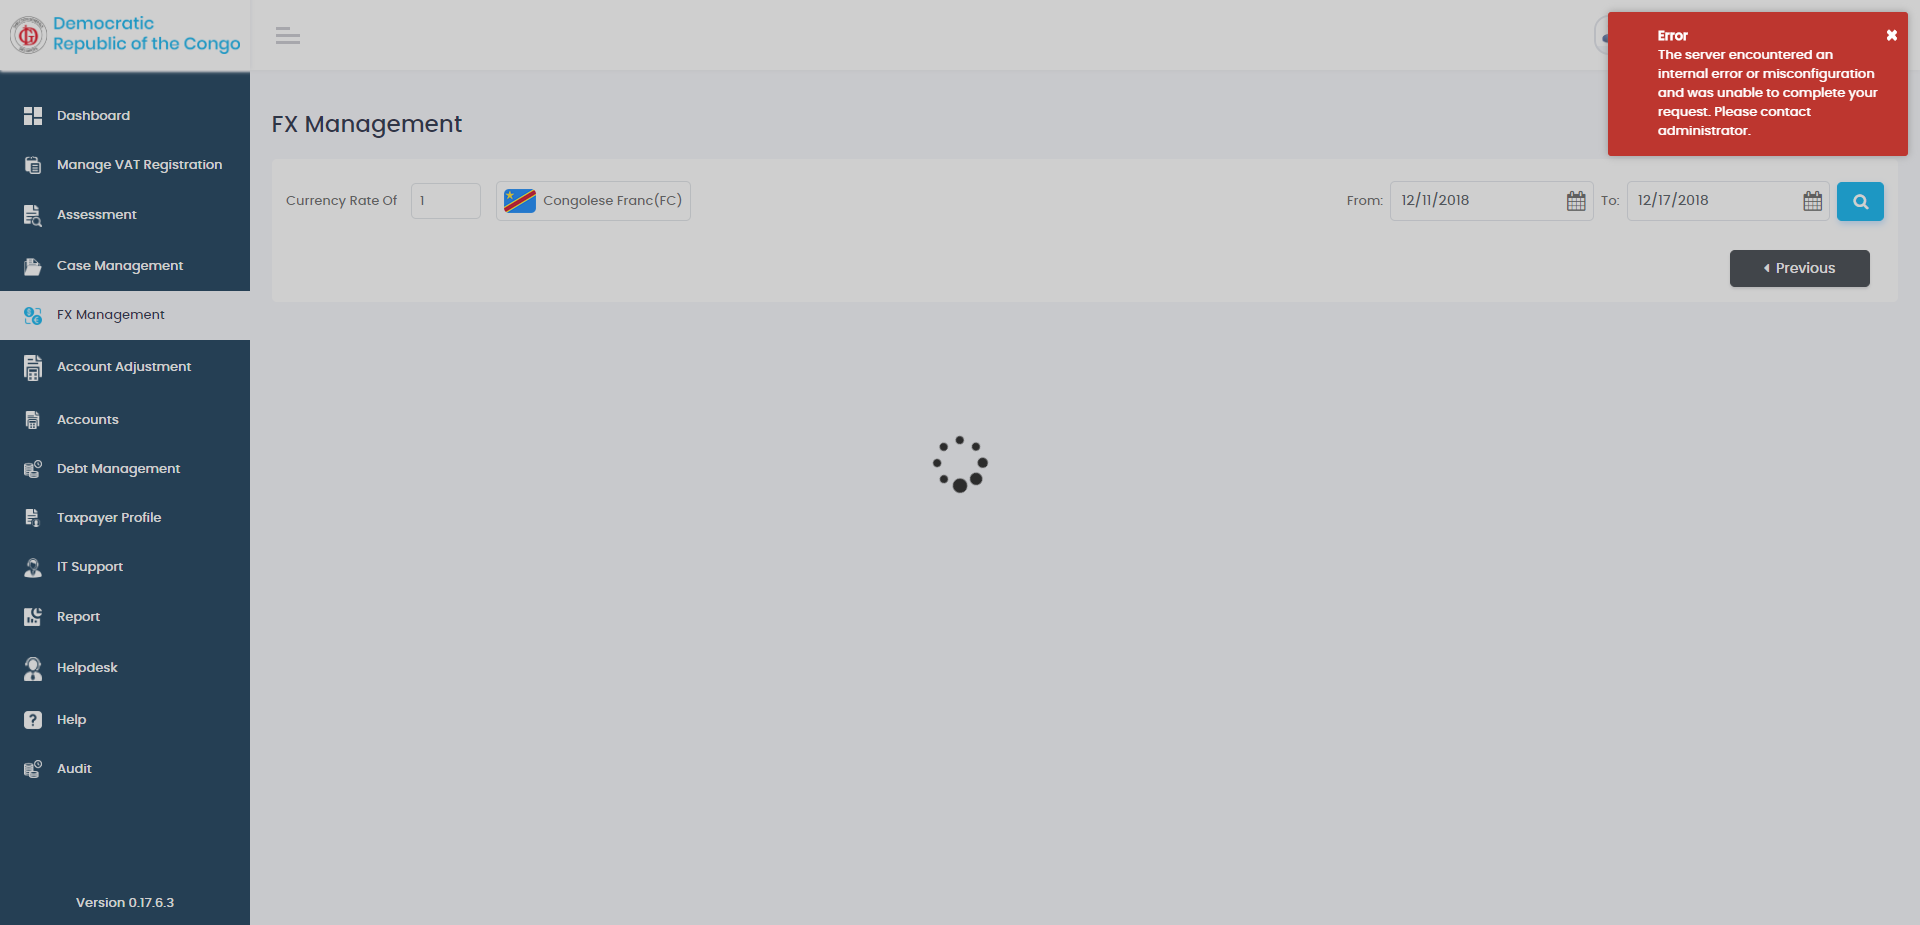 Democratic
Republic of the Congo
Dashboard
Manage VAT Registration
Assessment
Case Management
FX Management
Account Adjustment
Accounts
Debt Management
Taxpayer Profile
IT Support
Report
Helpdesk
Help
Audit
Version 0.17.6.3
FX Management
Currency Rate Of 1 Congolese Franc(FC)
From: 12/11/2018 To: 12/17/2018
Previous
Error
The server encountered an
internal error or misconfiguration
and was unable to complete your
request. Please contact
administrator.